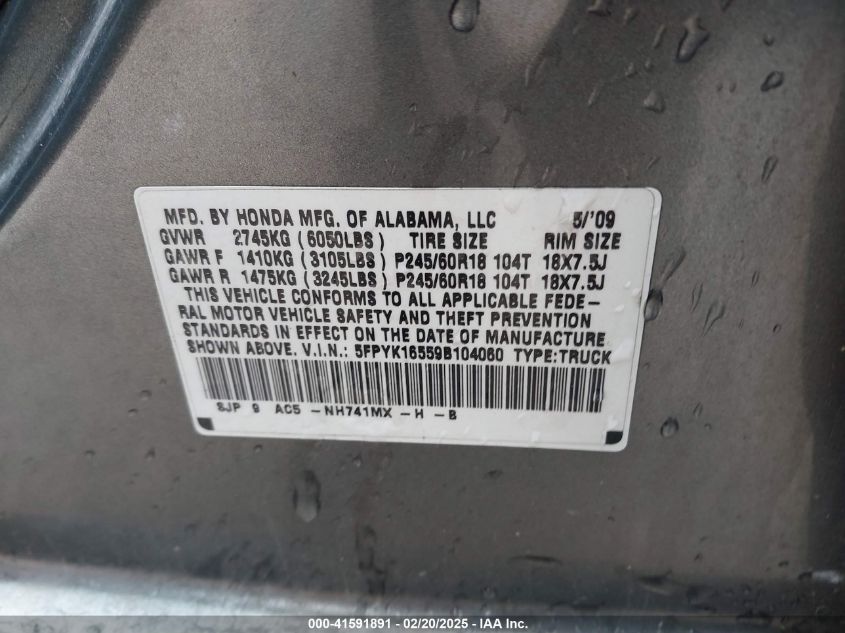 MFD. BY HONDA MFG. OF ALABAMA, LLC 5/'09
GVWR 2745KG (6050LBS) TIRE SIZE RIM SIZE
GAWR F 1410KG (3105LBS) P245/60R18 104T 18X7.5J
GAWR R 1475KG (3245LBS) P245/60R18 104T 18X7.5J
THIS VEHICLE CONFORMS TO ALL APPLICABLE FEDE-
RAL MOTOR VEHICLE SAFETY AND THEFT PREVENTION
STANDARDS IN EFFECT ON THE DATE OF MANUFACTURE
SHOWN ABOVE. V.I.N.: 5FPYK16559B104060 TYPE:TRUCK
SJP 9 AC5 -NH741MX -H -B
000-41591891 - 02/20/2025 - IAAI.com